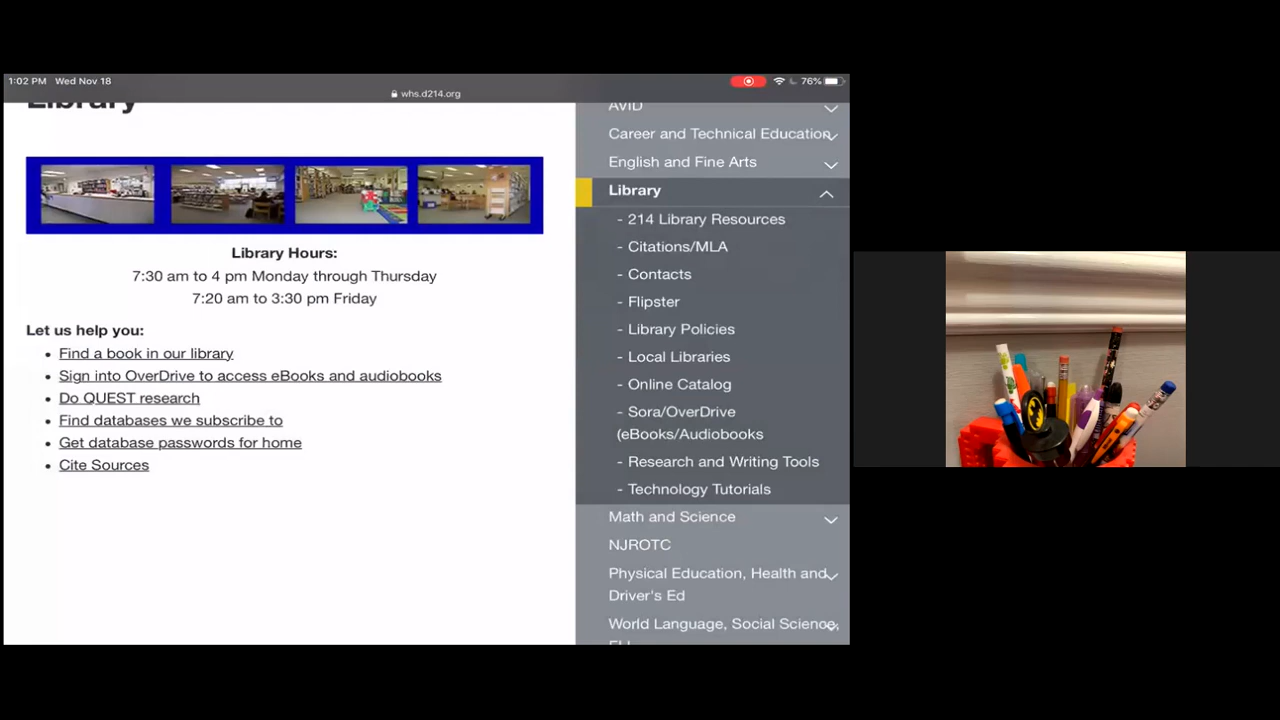 1:02 PM Wed Nov 18
76%
whs.d214.org
Library
Library Hours:
7:30 am to 4 pm Monday through Thursday
7:20 am to 3:30 pm Friday
Let us help you:
• Find a book in our library
• Sign into OverDrive to access eBooks and audiobooks
• Do QUEST research
• Find databases we subscribe to
• Get database passwords for home
• Cite Sources
AVID
Career and Technical Education
English and Fine Arts
Library
- 214 Library Resources
- Citations/MLA
- Contacts
- Flipster
- Library Policies
- Local Libraries
- Online Catalog
- Sora/OverDrive
(eBooks/Audiobooks
- Research and Writing Tools
- Technology Tutorials
Math and Science
NJROTC
Physical Education, Health and
Driver's Ed
World Language, Social Science,